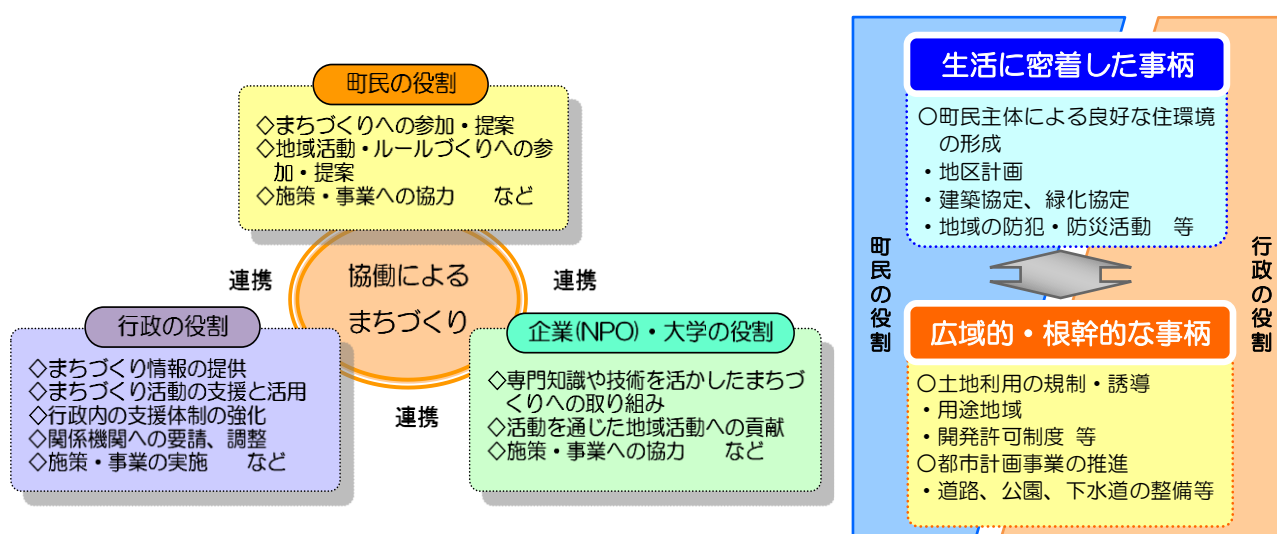 町民の役割
◇まちづくりへの参加・提案
◇地域活動・ルールづくりへの参
加・提案
◇施策・事業への協力　など
連携
連携
協働による
まちづくり
行政の役割
◇まちづくり情報の提供
◇まちづくり活動の支援と活用
◇行政内の支援体制の強化
◇関係機関への要請、調整
◇施策・事業の実施　など
連携
企業(NPO)・大学の役割
◇専門知識や技術を活かしたまちづ
くりへの取り組み
◇活動を通じた地域活動への貢献
◇施策・事業への協力　など
町民の役割
生活に密着した事柄
〇町民主体による良好な住環境
の形成
・地区計画
・建築協定、緑化協定
・地域の防犯・防災活動　等
広域的・根幹的な事柄
〇土地利用の規制・誘導
・用途地域
・開発許可制度 等
〇都市計画事業の推進
・道路、公園、下水道の整備等
行政の役割